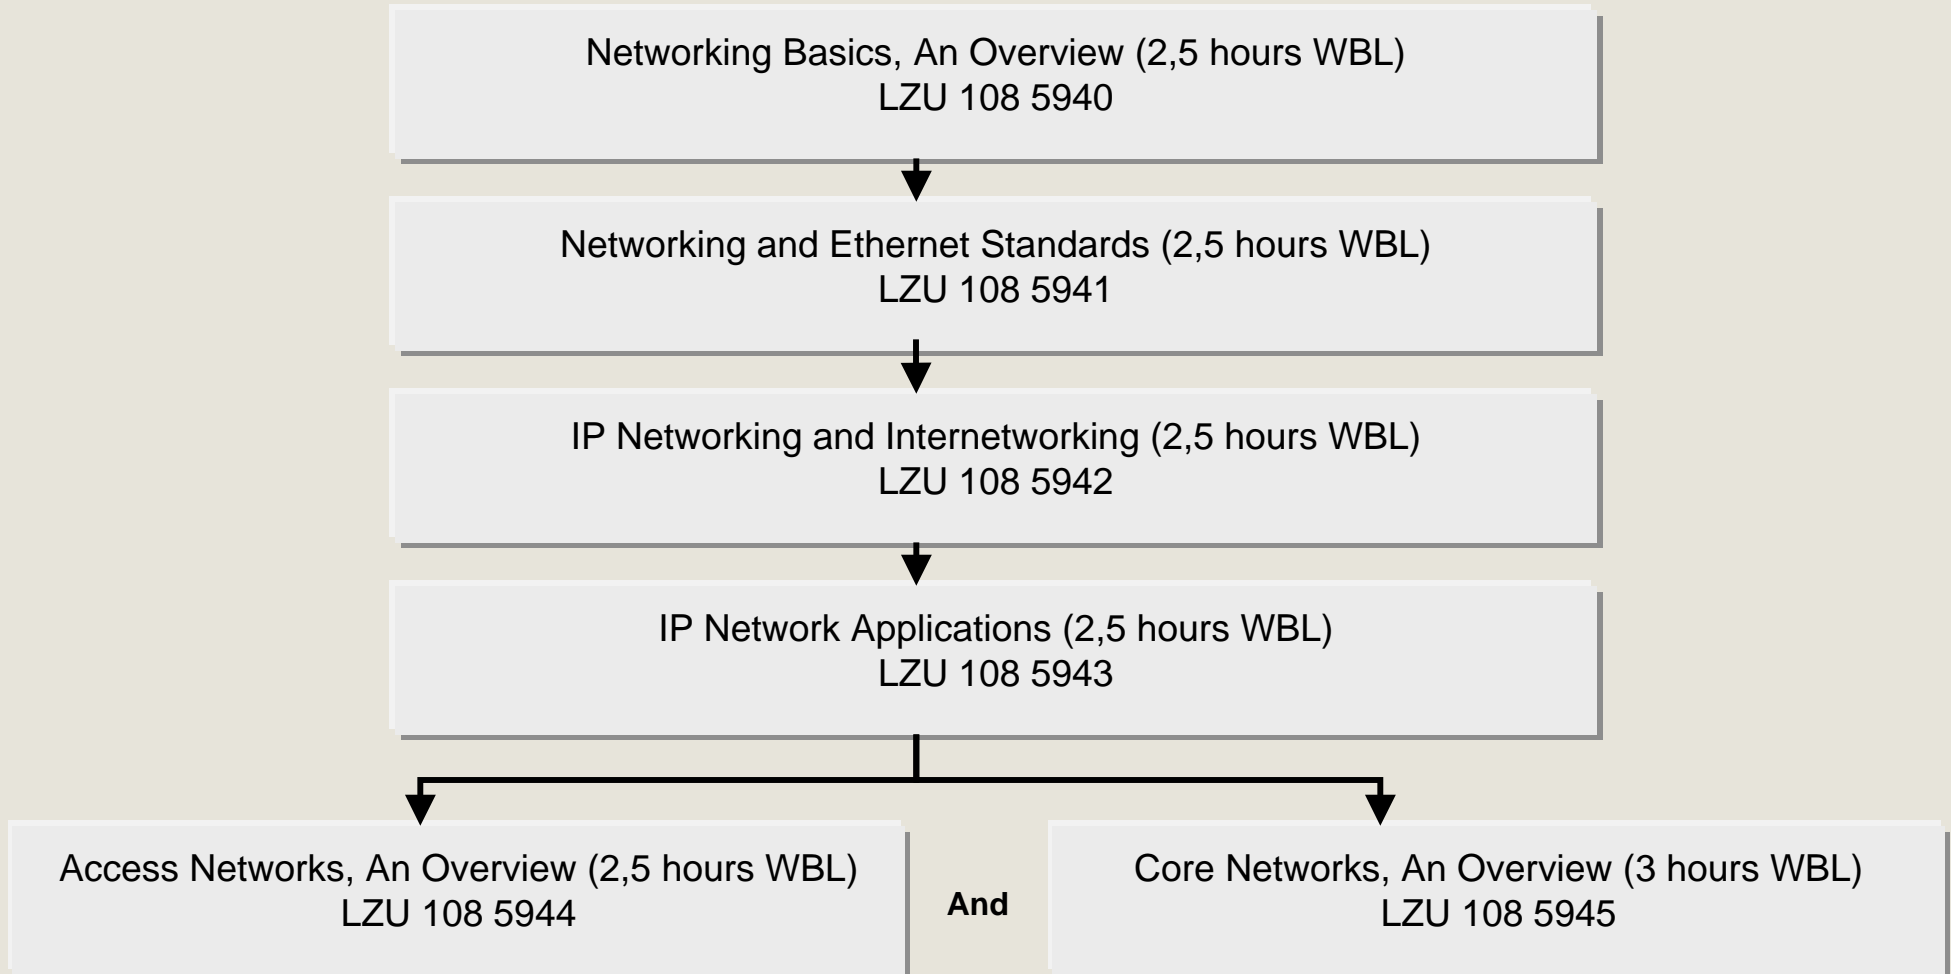 Networking Basics, An Overview (2,5 hours WBL)
LZU 108 5940
Networking and Ethernet Standards (2,5 hours WBL)
LZU 108 5941
IP Networking and Internetworking (2,5 hours WBL)
LZU 108 5942
IP Network Applications (2,5 hours WBL)
LZU 108 5943
Access Networks, An Overview (2,5 hours WBL)
LZU 108 5944
And
Core Networks, An Overview (3 hours WBL)
LZU 108 5945